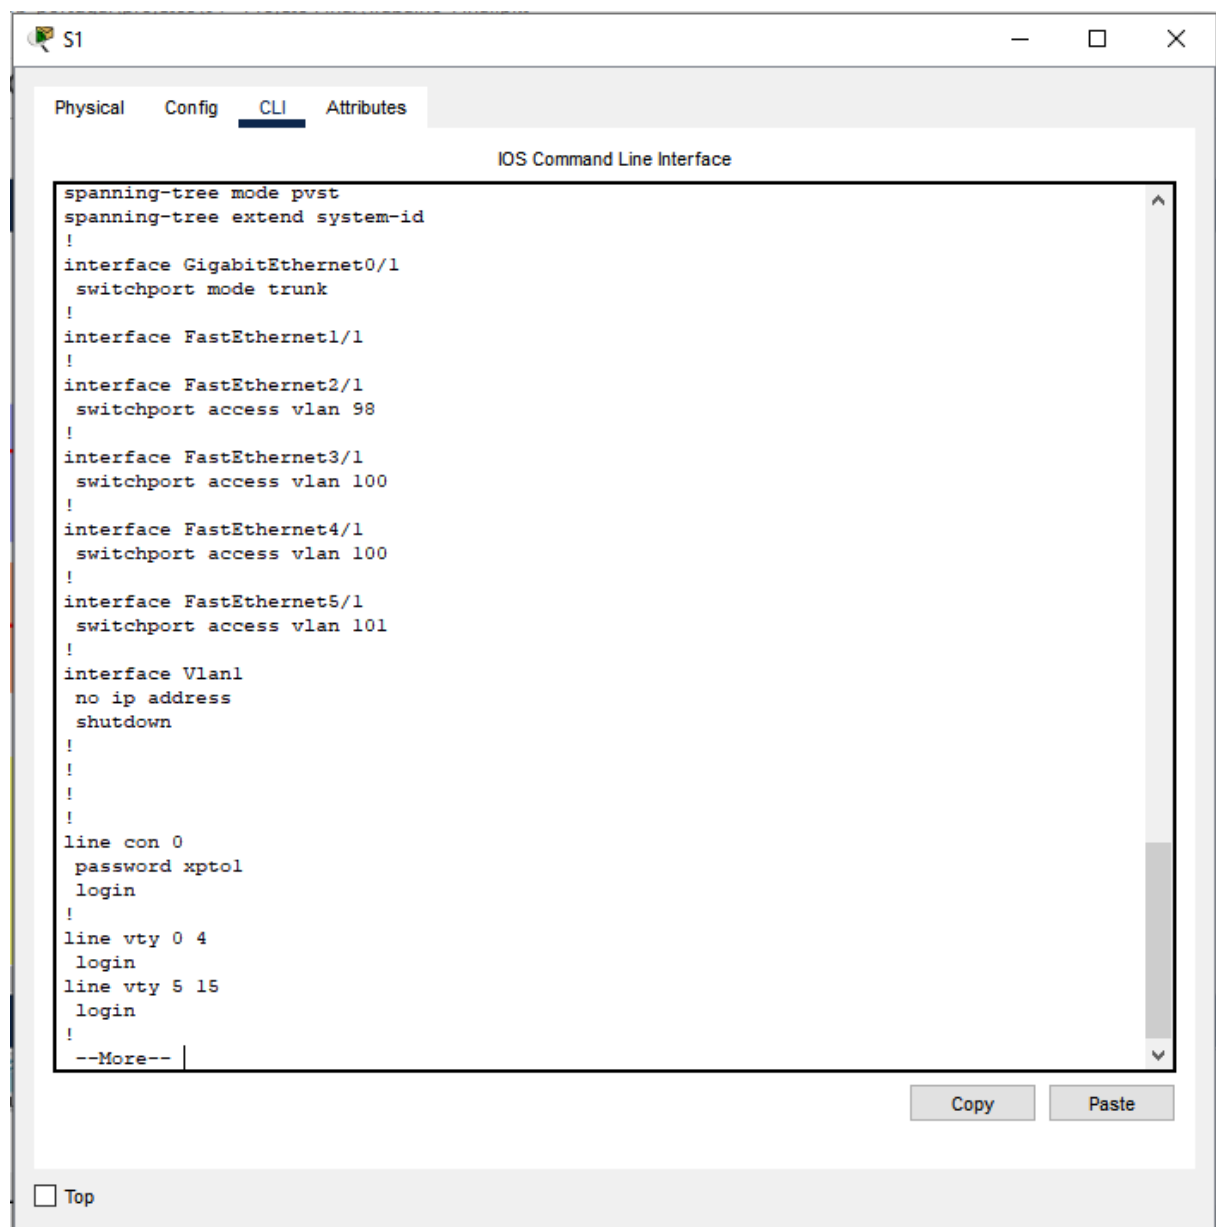 S1
Physical Config CLI Attributes
IOS Command Line Interface
spanning-tree mode pvst
spanning-tree extend system-id
!
interface GigabitEthernet0/1
switchport mode trunk
!
interface FastEthernet1/1
!
interface FastEthernet2/1
switchport access vlan 98
!
interface FastEthernet3/1
switchport access vlan 100
!
interface FastEthernet4/1
switchport access vlan 100
!
interface FastEthernet5/1
switchport access vlan 101
!
interface Vlan1
no ip address
shutdown
!
!
!
!
line con 0
password xpto1
login
!
line vty 0 4
login
line vty 5 15
login
!
--More--
Copy Paste
Top